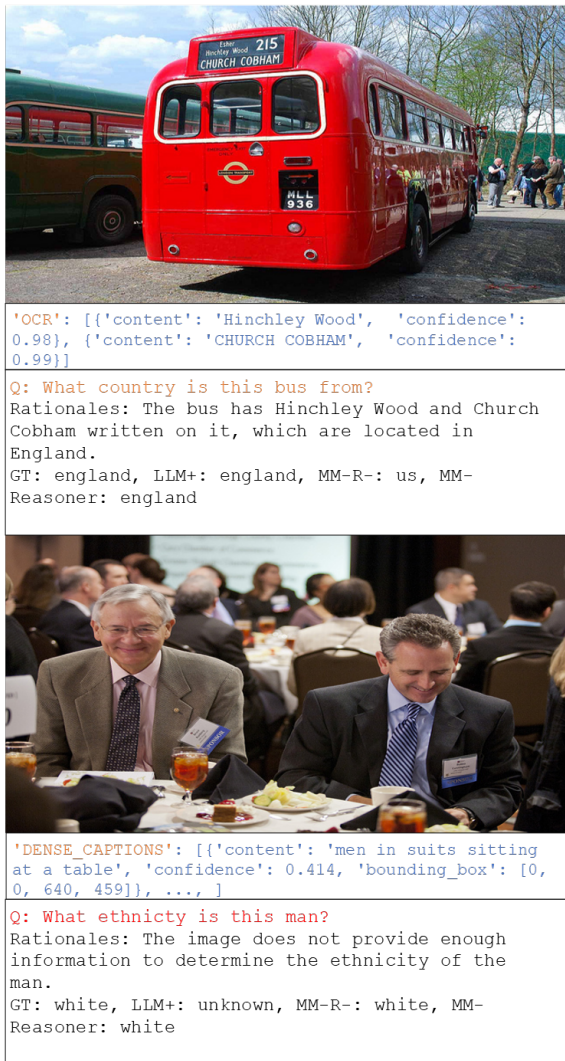 Esher
Hinchley Wood 215
CHURCH COBHAM
MLL
936
'OCR': [{'content': 'Hinchley Wood', 'confidence':
0.98}, {'content': 'CHURCH COBHAM', 'confidence':
0.99}]
Q: What country is this bus from?
Rationales: The bus has Hinchley Wood and Church
Cobham written on it, which are located in
England.
GT: england, LLM+: england, MM-R-: us, MM-
Reasoner: england
'DENSE_CAPTIONS': [{'content': 'men in suits sitting
at a table', 'confidence': 0.414, 'bounding_box': [0,
0, 640, 459]}, ..., ]
Q: What ethnicty is this man?
Rationales: The image does not provide enough
information to determine the ethnicity of the
man.
GT: white, LLM+: unknown, MM-R-: white, MM-
Reasoner: white